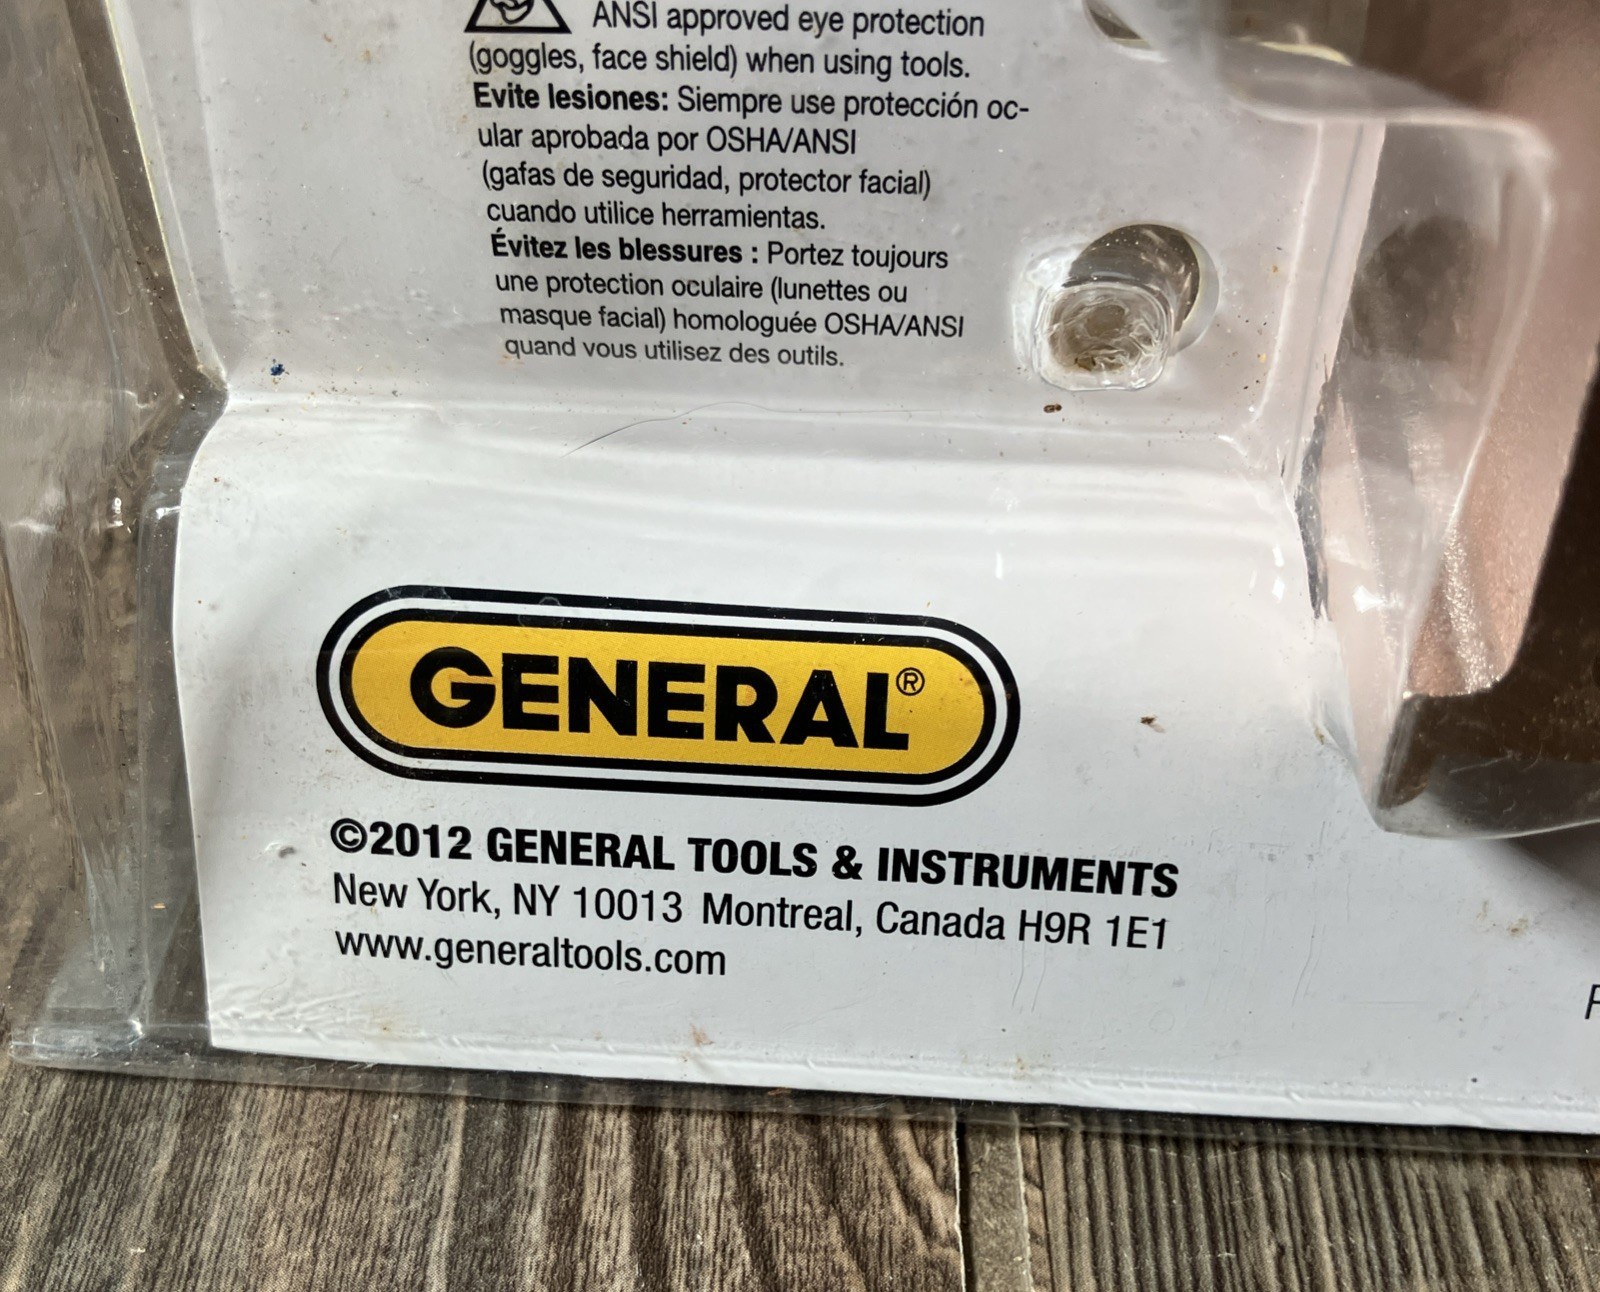 ANSI approved eye protection
(goggles, face shield) when using tools.
Evite lesiones: Siempre use protección oc-
ular aprobada por OSHA/ANSI
(gafas de seguridad, protector facial)
cuando utilice herramientas.
Évitez les blessures : Portez toujours
une protection oculaire (lunettes ou
masque facial) homologuée OSHA/ANSI
quand vous utilisez des outils.
GENERAL®
©2012 GENERAL TOOLS & INSTRUMENTS
New York, NY 10013 Montreal, Canada H9R 1E1
www.generaltools.com